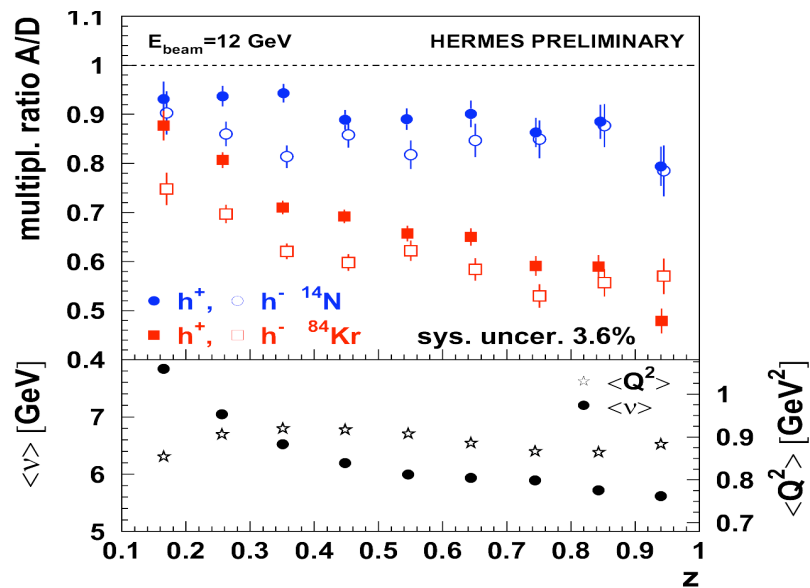 E_beam=12 GeV HERMES PRELIMINARY
multipl. ratio A/D
1.1
1
0.9
0.8
0.7
0.6
0.5
0.4
h⁺, h⁻ ¹⁴N
h⁺, h⁻ ⁸⁴Kr
sys. uncer. 3.6%
<ν> [GeV]
7
6
5
<Q²>
<ν>
1
0.9
0.8
0.7
<Q²> [GeV²]
0.1 0.2 0.3 0.4 0.5 0.6 0.7 0.8 0.9 1
z